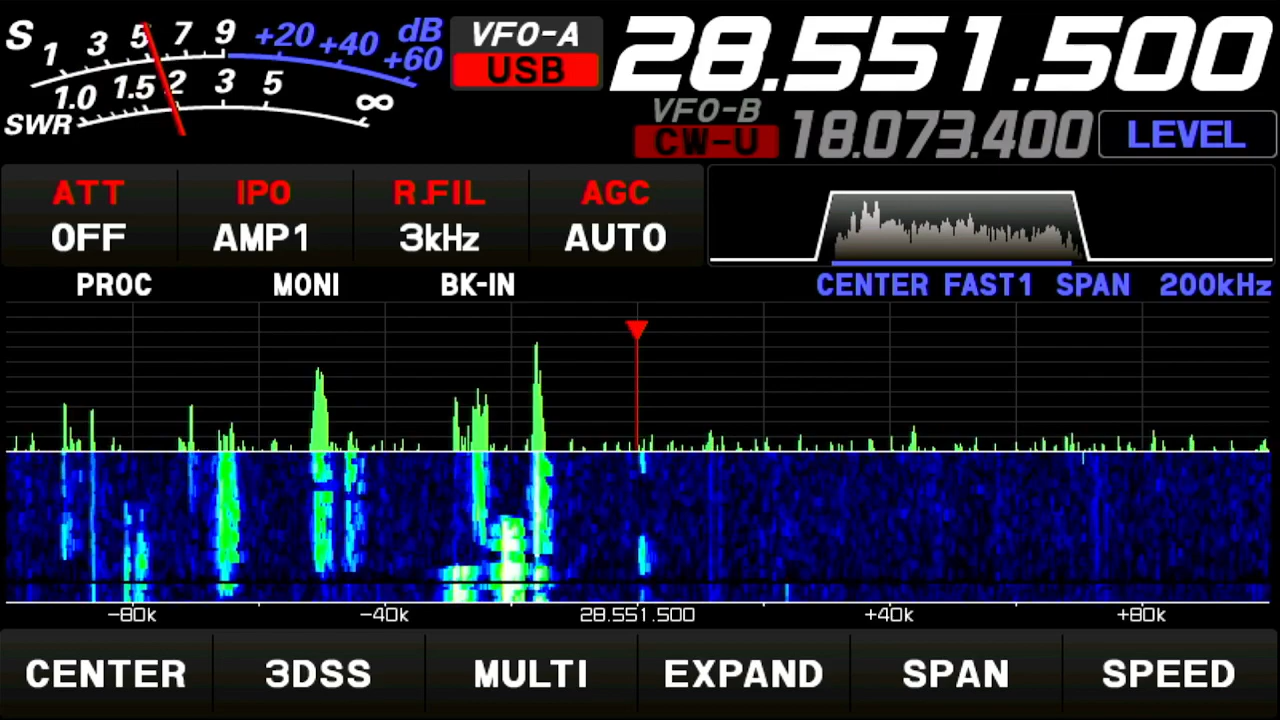 S 1 3 5 7 9 +20 +40 +60 dB
1.0 1.5 2 3 5 ∞
SWR
VFO-A
USB
28.551.500
VFO-B
CW-U
18.073.400
LEVEL
ATT IPO R.FIL AGC
OFF AMP1 3kHz AUTO
PROC MONI BK-IN
CENTER FAST1 SPAN 200kHz
-80k -40k 28.551.500 +40k +80k
CENTER 3DSS MULTI EXPAND SPAN SPEED